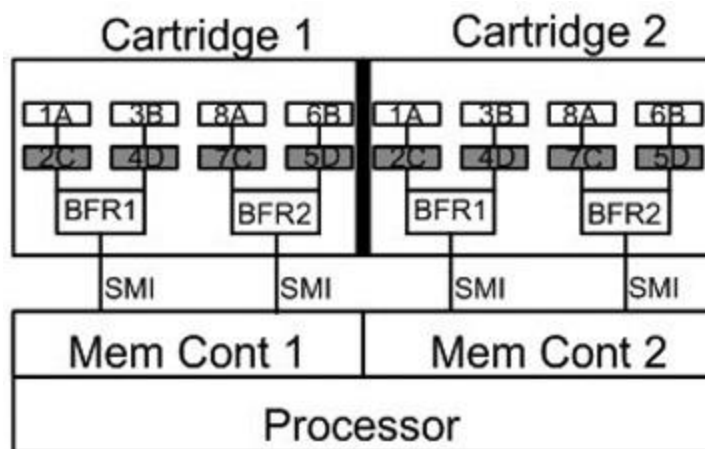 Cartridge 1 Cartridge 2
1A 3B 8A 6B 1A 3B 8A 6B
2C 4D 7C 5D 2C 4D 7C 5D
BFR1 BFR2 BFR1 BFR2
SMI SMI SMI SMI
Mem Cont 1 Mem Cont 2
Processor